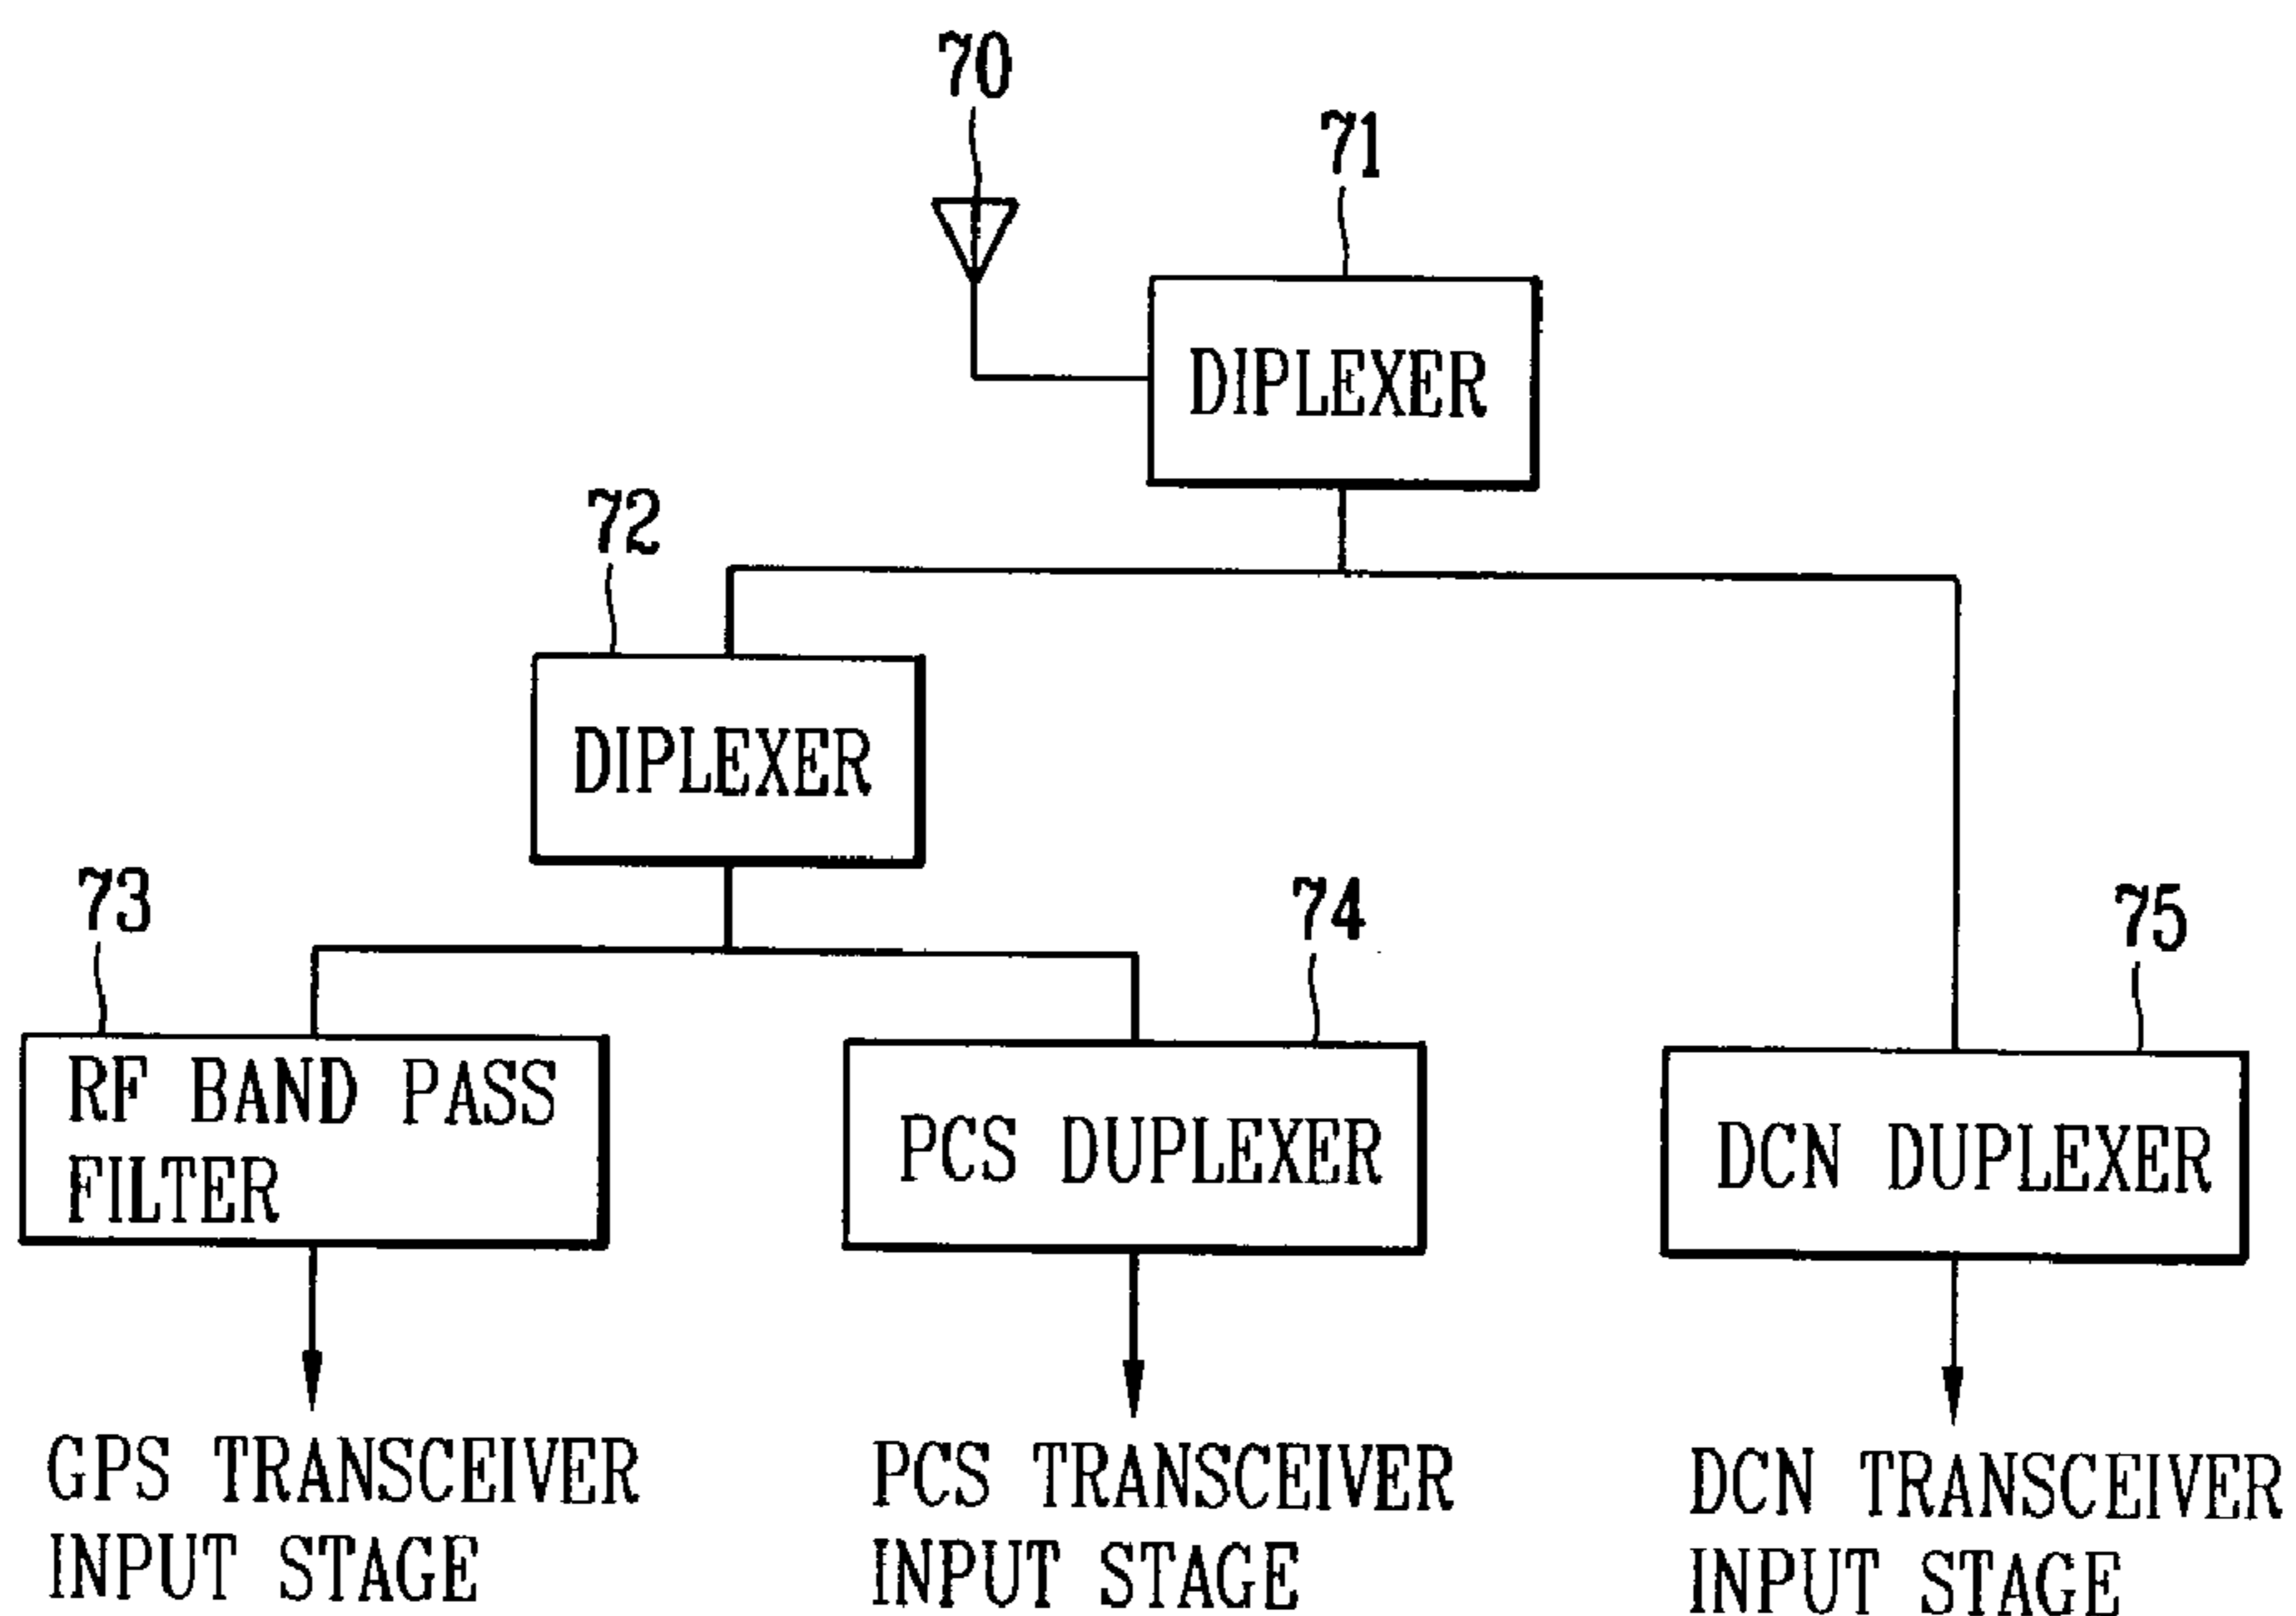 70
71
DIPLEXER
72
DIPLEXER
73
74
75
RF BAND PASS
FILTER
PCS DUPLEXER
DCN DUPLEXER
GPS TRANSCEIVER
INPUT STAGE
PCS TRANSCEIVER
INPUT STAGE
DCN TRANSCEIVER
INPUT STAGE